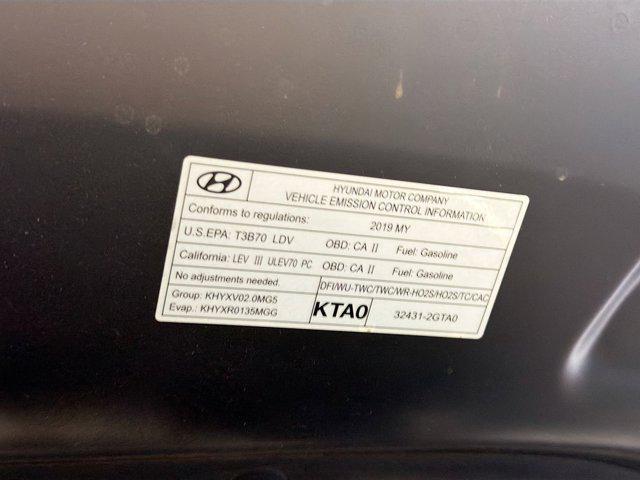 HYUNDAI MOTOR COMPANY
VEHICLE EMISSION CONTROL INFORMATION
Conforms to regulations: 2019 MY
U.S.EPA: T3B70 LDV OBD: CA II Fuel: Gasoline
California: LEV III ULEV70 PC OBD: CA II Fuel: Gasoline
No adjustments needed. DFI/WU-TWC/TWC/WR-HO2S/HO2S/TC/CAC
Group: KHYXV02.0MG5
Evap.: KHYXR0135MGG
KTA0 32431-2GTA0